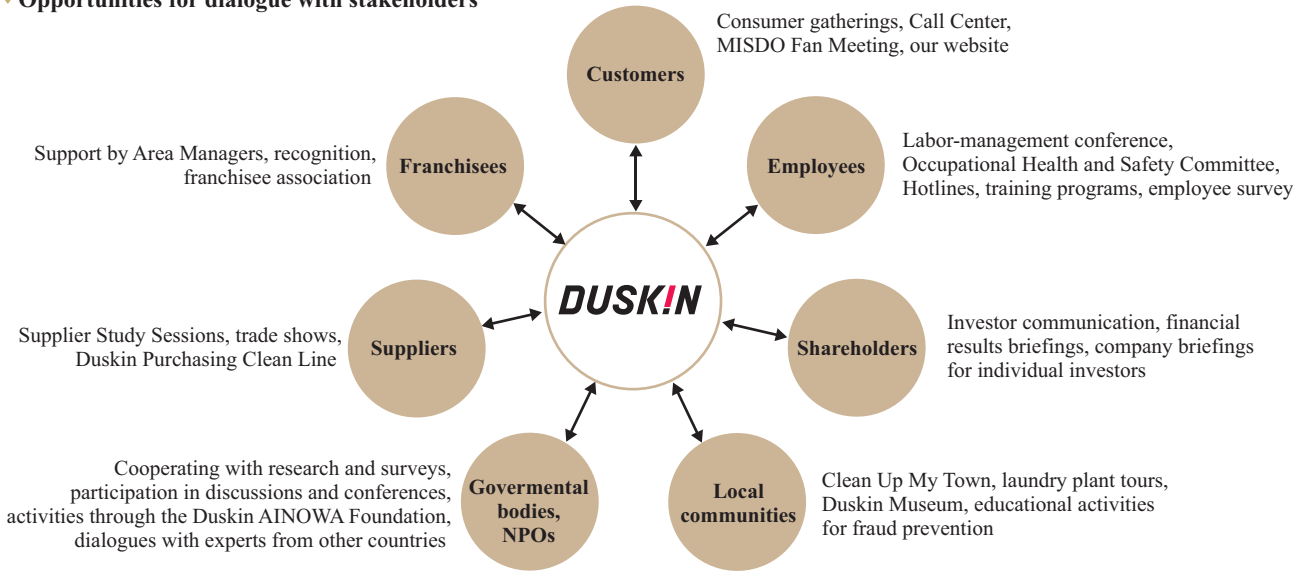 Opportunities for dialogue with stakeholders
Customers
Consumer gatherings, Call Center,
MISDO Fan Meeting, our website
Employees
Labor-management conference,
Occupational Health and Safety Committee,
Hotlines, training programs, employee survey
Shareholders
Investor communication, financial
results briefings, company briefings
for individual investors
Local
communities
Clean Up My Town, laundry plant tours,
Duskin Museum, educational activities
for fraud prevention
Govermental
bodies,
NPOs
Cooperating with research and surveys,
participation in discussions and conferences,
activities through the Duskin AINOWA Foundation,
dialogues with experts from other countries
Suppliers
Supplier Study Sessions, trade shows,
Duskin Purchasing Clean Line
Franchisees
Support by Area Managers, recognition,
franchisee association
DUSK!N